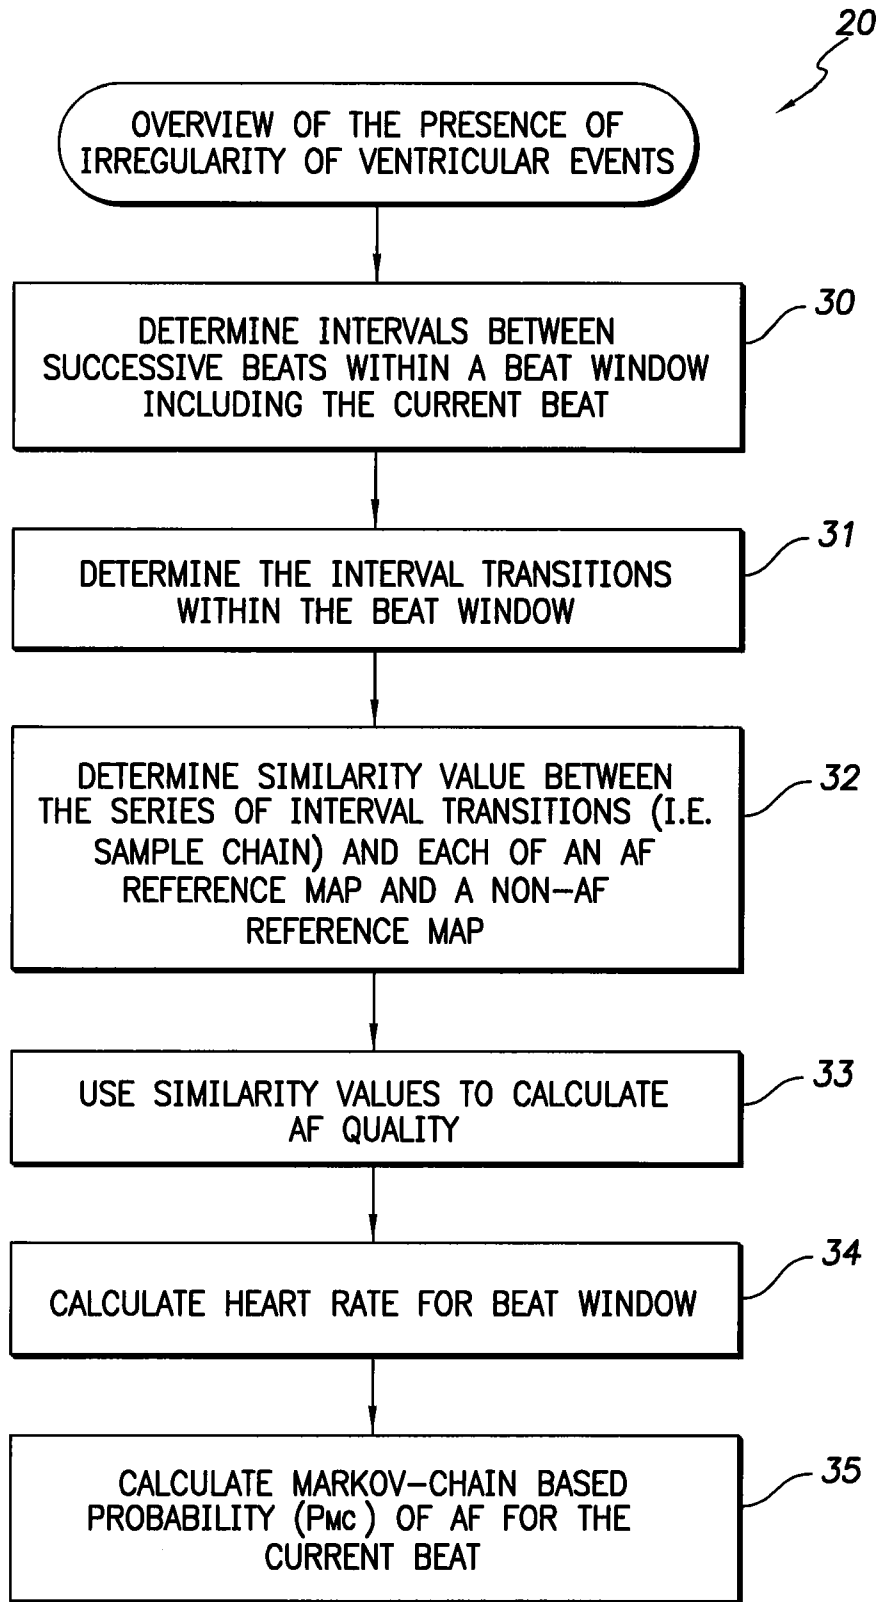 20
OVERVIEW OF THE PRESENCE OF
IRREGULARITY OF VENTRICULAR EVENTS
30
DETERMINE INTERVALS BETWEEN
SUCCESSIVE BEATS WITHIN A BEAT WINDOW
INCLUDING THE CURRENT BEAT
31
DETERMINE THE INTERVAL TRANSITIONS
WITHIN THE BEAT WINDOW
32
DETERMINE SIMILARITY VALUE BETWEEN
THE SERIES OF INTERVAL TRANSITIONS (I.E.
SAMPLE CHAIN) AND EACH OF AN AF
REFERENCE MAP AND A NON-AF
REFERENCE MAP
33
USE SIMILARITY VALUES TO CALCULATE
AF QUALITY
34
CALCULATE HEART RATE FOR BEAT WINDOW
35
CALCULATE MARKOV-CHAIN BASED
PROBABILITY (PMC) OF AF FOR THE
CURRENT BEAT